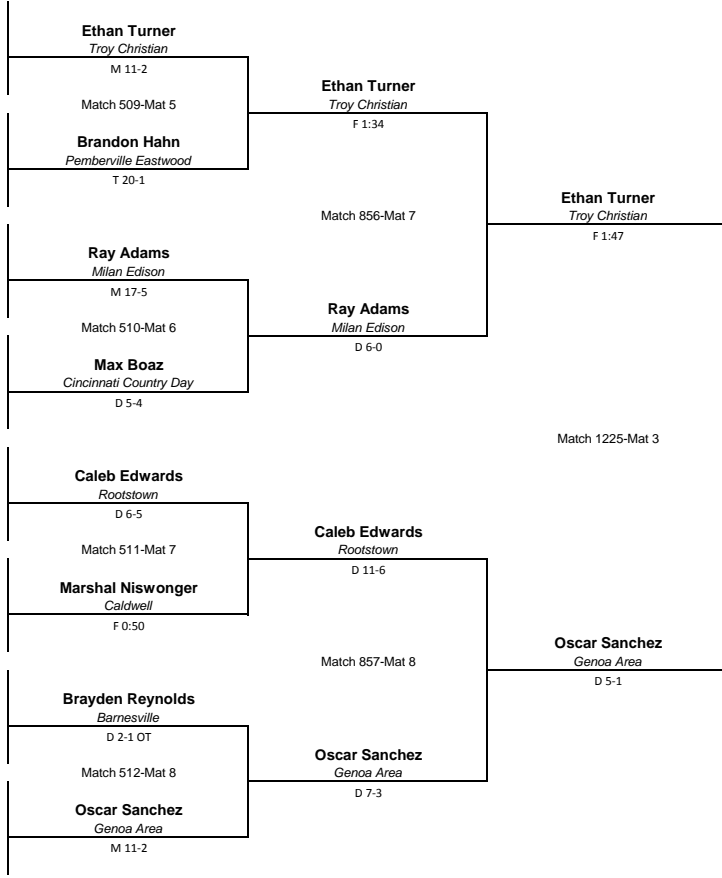 Ethan Turner
Troy Christian
M 11-2
Match 509-Mat 5
Brandon Hahn
Pemberville Eastwood
T 20-1
Ray Adams
Milan Edison
M 17-5
Match 510-Mat 6
Max Boaz
Cincinnati Country Day
D 5-4
Caleb Edwards
Rootstown
D 6-5
Match 511-Mat 7
Marshal Niswonger
Caldwell
F 0:50
Brayden Reynolds
Barnesville
D 2-1 OT
Match 512-Mat 8
Oscar Sanchez
Genoa Area
M 11-2
Ethan Turner
Troy Christian
F 1:34
Match 856-Mat 7
Ray Adams
Milan Edison
D 6-0
Caleb Edwards
Rootstown
D 11-6
Match 857-Mat 8
Oscar Sanchez
Genoa Area
D 7-3
Ethan Turner
Troy Christian
F 1:47
Match 1225-Mat 3
Oscar Sanchez
Genoa Area
D 5-1